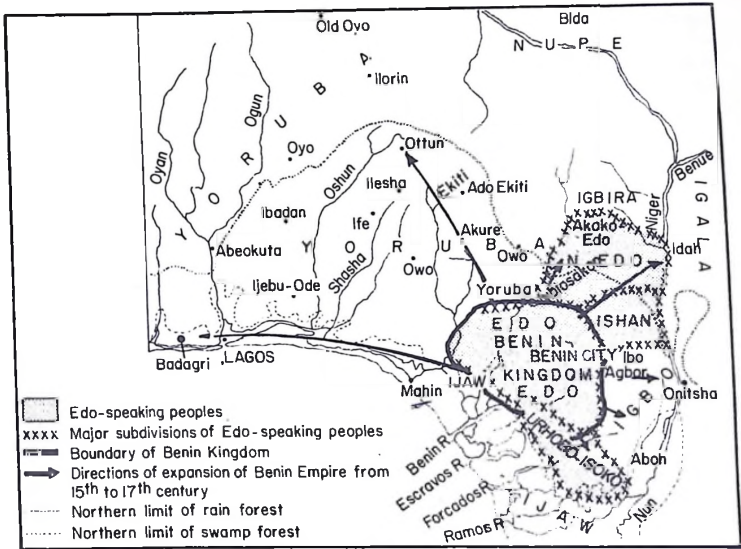 Old Oyo
Bida
N U P E
Ilorin
Y O R U B A
Oyan
Ogun
Oyo
Ottun
Oshun
Ilesha
Ekiti
Ado Ekiti
Benue
IGBIRA
Niger
I G A L A
Ibadan
Ife
Akure
Akoko
Edo
Idah
Abeokuta
Y O R U B A
Shasha
Owo
Owo
N. EDO
Ijebu-Ode
Yoruba
ISHAN
E D O
BENIN
BENIN CITY
Ibo
KINGDOM
Agbor
E D O
Badagri
LAGOS
Mahin
IJAW
I G B O
Onitsha
URHOBO-ISOKO
Benin R.
Escravos R.
Forcados R.
Ramos R.
I J A W
Aboh
Nun
Edo-speaking peoples
xxxx Major subdivisions of Edo-speaking peoples
Boundary of Benin Kingdom
Directions of expansion of Benin Empire from
15th to 17th century
Northern limit of rain forest
Northern limit of swamp forest